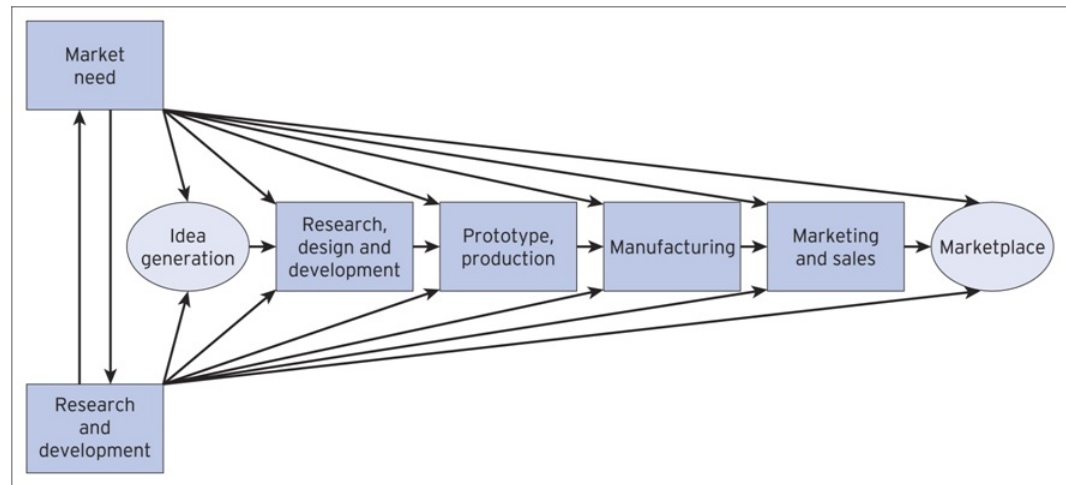 Market
need
Idea
generation
Research,
design and
development
Prototype,
production
Manufacturing
Marketing
and sales
Marketplace
Research
and
development